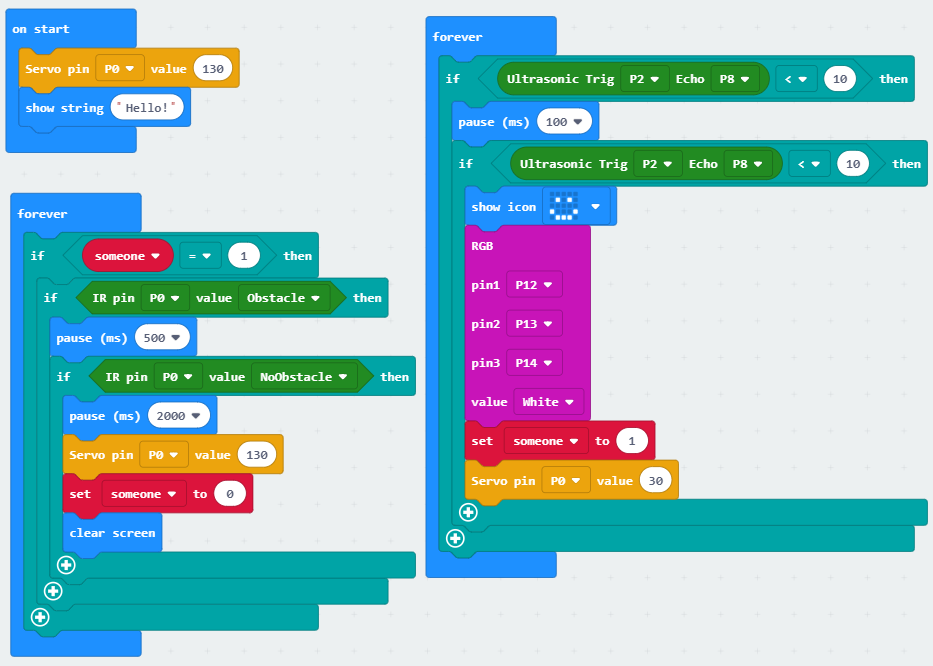 on start
Servo pin P0 value 130
show string "Hello!"
forever
if someone = 1 then
if IR pin P0 value Obstacle then
pause (ms) 500
if IR pin P0 value NoObstacle then
pause (ms) 2000
Servo pin P0 value 130
set someone to 0
clear screen
forever
if Ultrasonic Trig P2 Echo P8 < 10 then
pause (ms) 100
if Ultrasonic Trig P2 Echo P8 < 10 then
show icon
RGB
pin1 P12
pin2 P13
pin3 P14
value White
set someone to 1
Servo pin P0 value 30